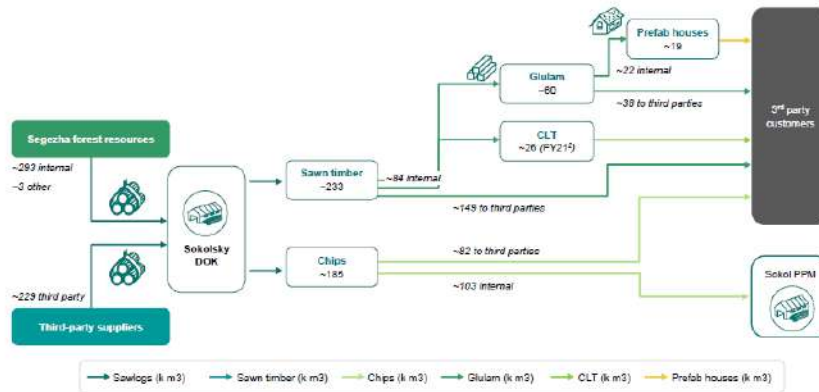 Prefab houses
~19
Glulam
~60
~22 internal
~38 to third parties
3rd party
customers
Segezha forest resources
~293 internal
~3 other
CLT
~26 (FY21²)
Sawn timber
~233
~84 internal
~149 to third parties
Sokolsky
DOK
Chips
~185
~82 to third parties
~103 internal
Sokol PPM
~229 third party
Third-party suppliers
Sawlogs (k m3)
Sawn timber (k m3)
Chips (k m3)
Glulam (k m3)
CLT (k m3)
Prefab houses (k m3)